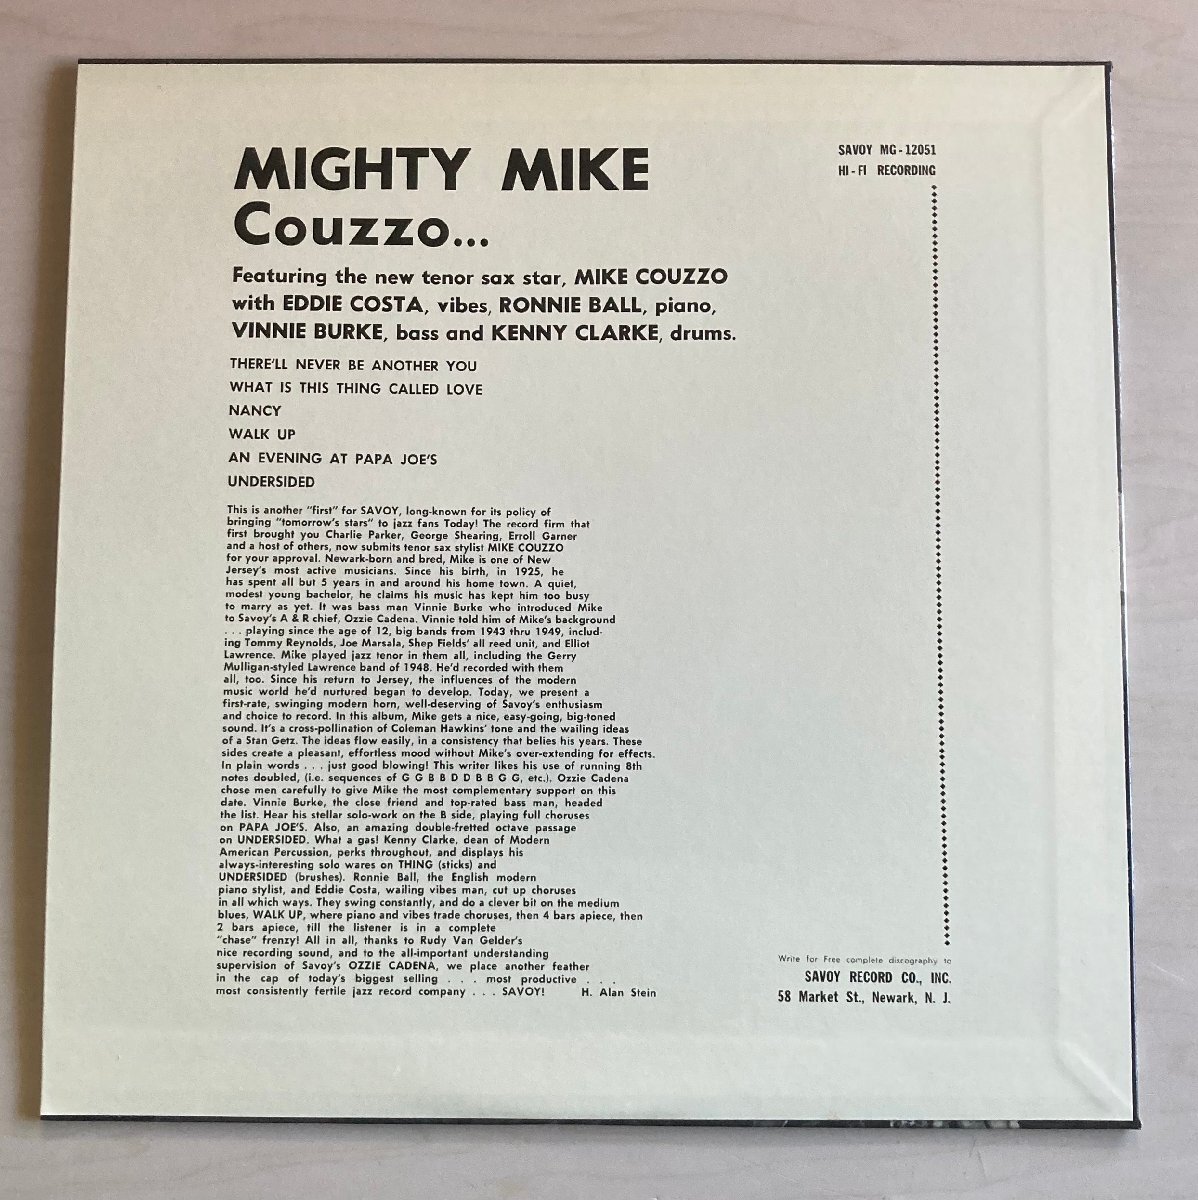 MIGHTY MIKE
Couzzo...
SAVOY MG-12051
HI-FI RECORDING
Featuring the new tenor sax star, MIKE COUZZO
with EDDIE COSTA, vibes, RONNIE BALL, piano,
VINNIE BURKE, bass and KENNY CLARKE, drums.
THERE'LL NEVER BE ANOTHER YOU
WHAT IS THIS THING CALLED LOVE
NANCY
WALK UP
AN EVENING AT PAPA JOE'S
UNDERSIDED
This is another "first" for SAVOY, long-known for its policy of
bringing "tomorrow's stars" to jazz fans Today! The record firm that
first brought you Charlie Parker, George Shearing, Erroll Garner
and a host of others, now submits tenor sax stylist MIKE COUZZO
for your approval. Newark-born and bred, Mike is one of New
Jersey's most active musicians. Since his birth, in 1925, he
has spent all but 5 years in and around his home town. A quiet,
modest young bachelor, he claims his music has kept him too busy
to marry as yet. It was bass man Vinnie Burke who introduced Mike
to Savoy's A & R chief, Ozzie Cadena. Vinnie told him of Mike's background
. . . playing since the age of 12, big bands from 1943 thru 1949, includ-
ing Tommy Reynolds, Joe Marsala, Shep Fields' all reed unit, and Elliot
Lawrence. Mike played jazz tenor in them all, including the Gerry
Mulligan-styled Lawrence band of 1948. He'd recorded with them
all, too. Since his return to Jersey, the influences of the modern
music world he'd nurtured began to develop. Today, we present a
first-rate, swinging modern horn, well-deserving of Savoy's enthusiasm
and choice to record. In this album, Mike gets a nice, easy-going, big-toned
sound. It's a cross-pollination of Coleman Hawkins' tone and the wailing ideas
of a Stan Getz. The ideas flow easily, in a consistency that belies his years. These
sides create a pleasant, effortless mood without Mike's over-extending for effects.
In plain words . . . just good blowing! This writer likes his use of running 8th
notes doubled, (i.e. sequences of G G B B D D B B G G, etc.). Ozzie Cadena
chose men carefully to give Mike the most complementary support on this
date. Vinnie Burke, the close friend and top-rated bass man, headed
the list. Hear his stellar solo-work on the B side, playing full choruses
on PAPA JOE'S. Also, an amazing double-fretted octave passage
on UNDERSIDED. What a gas! Kenny Clarke, dean of Modern
American Percussion, perks throughout, and displays his
always-interesting solo wares on THING (sticks) and
UNDERSIDED (brushes). Ronnie Ball, the English modern
piano stylist, and Eddie Costa, wailing vibes man, cut up choruses
in all which ways. They swing constantly, and do a clever bit on the medium
blues, WALK UP, where piano and vibes trade choruses, then 4 bars apiece, then
2 bars apiece, till the listener is in a complete
"chase" frenzy! All in all, thanks to Rudy Van Gelder's
nice recording sound, and to the all-important understanding
supervision of Savoy's OZZIE CADENA, we place another feather
in the cap of today's biggest selling . . . most productive . . .
most consistently fertile jazz record company . . . SAVOY! H. Alan Stein
Write for Free complete discography to
SAVOY RECORD CO., INC.
58 Market St., Newark, N. J.